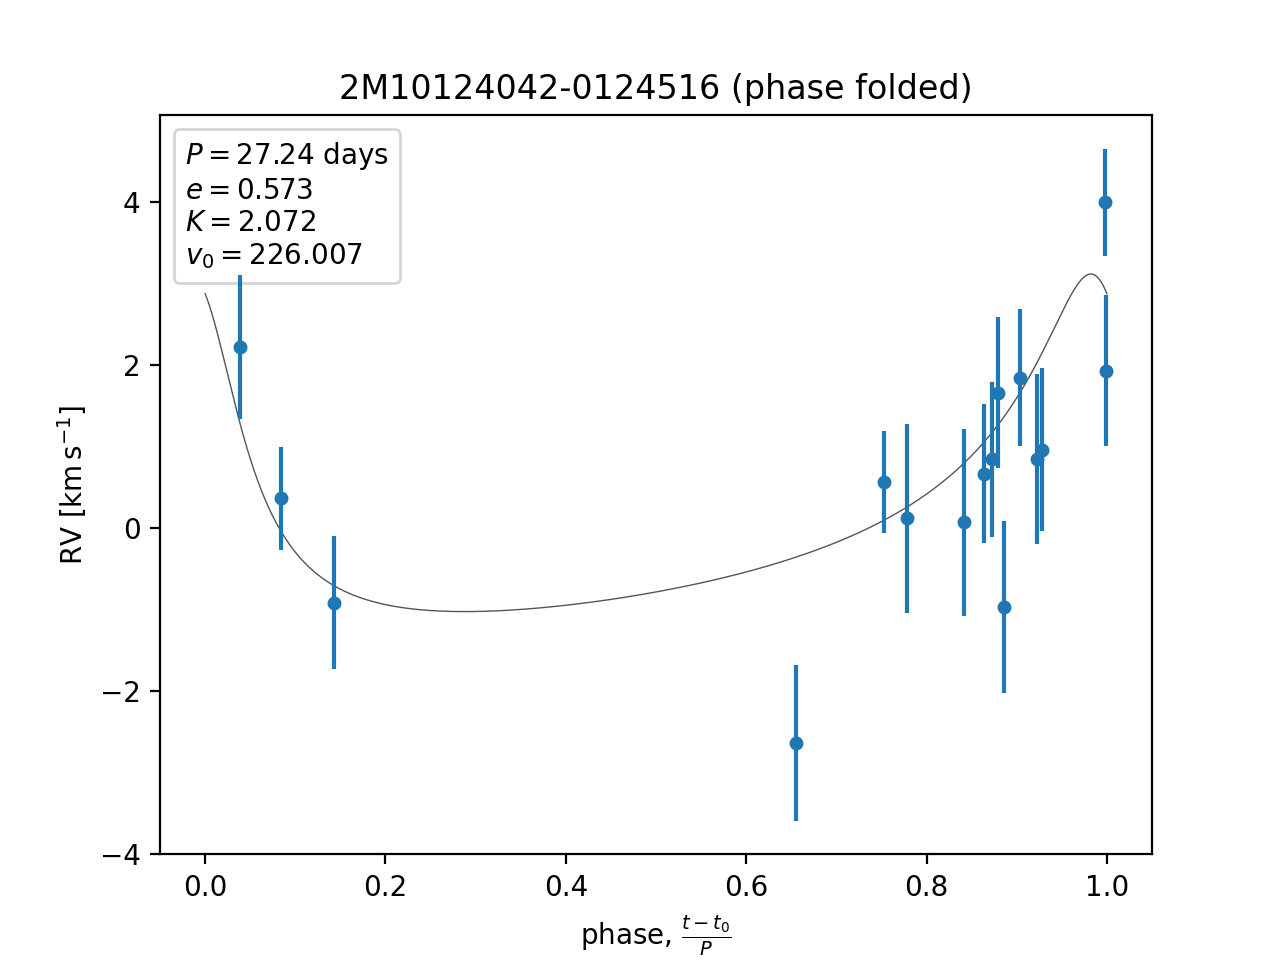 2M10124042-0124516 (phase folded)
P = 27.24 days
e = 0.573
K = 2.072
v₀ = 226.007
4
2
0
−2
−4
RV [km s⁻¹]
0.0 0.2 0.4 0.6 0.8 1.0
phase, (t − t₀)/P